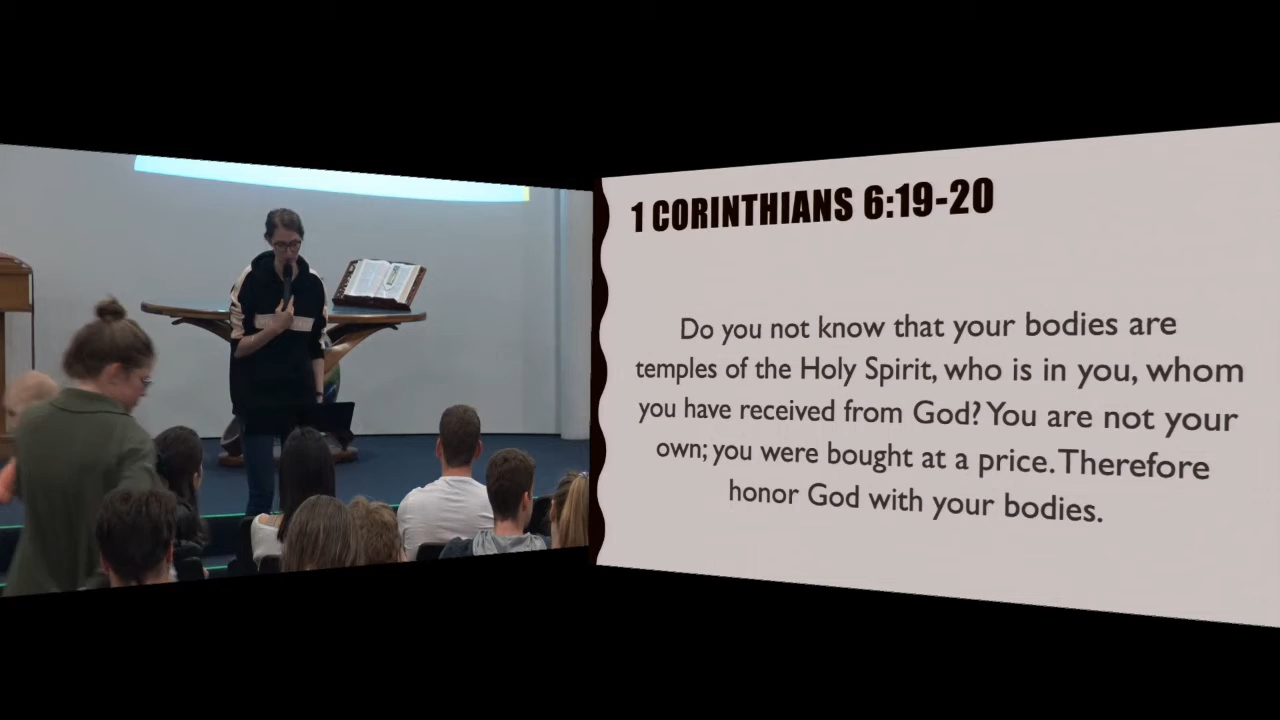 1 CORINTHIANS 6:19-20
Do you not know that your bodies are
temples of the Holy Spirit, who is in you, whom
you have received from God? You are not your
own; you were bought at a price. Therefore
honor God with your bodies.